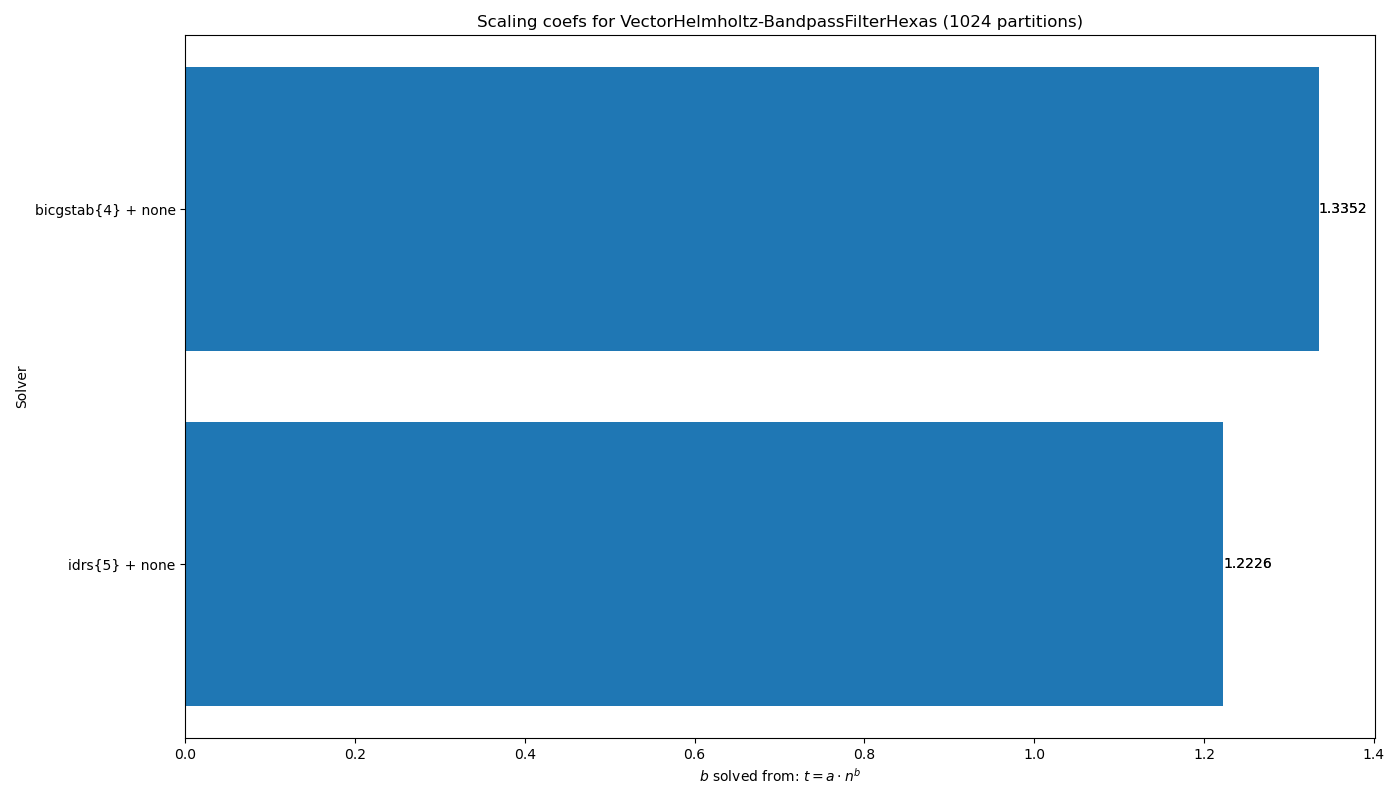 Scaling coefs for VectorHelmholtz-BandpassFilterHexas (1024 partitions)
Solver
bicgstab{4} + none
1.3352
idrs{5} + none
1.2226
0.0 0.2 0.4 0.6 0.8 1.0 1.2 1.4
b solved from: t = a · n^b